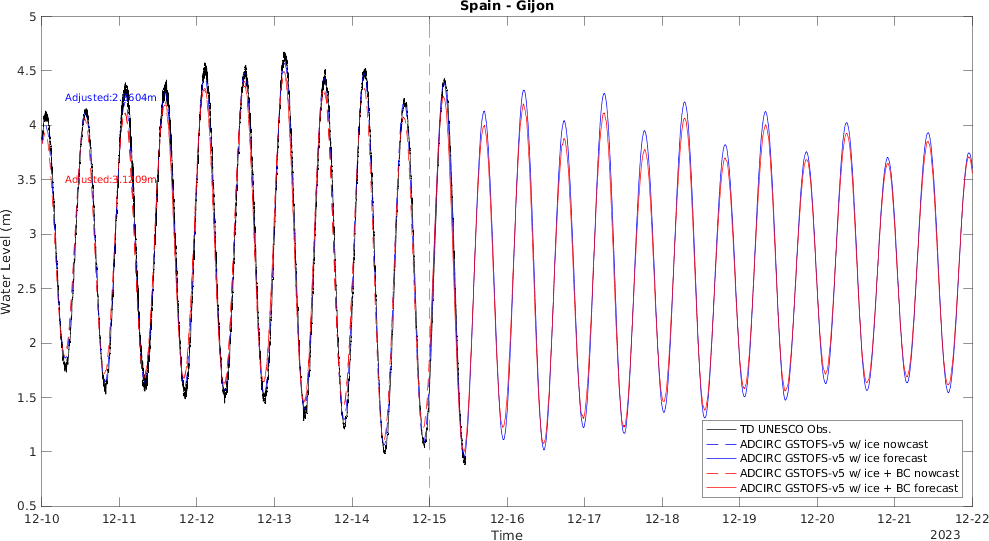 Spain - Gijon
Water Level (m)
5
4.5
4
3.5
3
2.5
2
1.5
1
0.5
Adjusted:3.1209m
TD UNESCO Obs.
ADCIRC GSTOFS-v5 w/ ice nowcast
ADCIRC GSTOFS-v5 w/ ice forecast
ADCIRC GSTOFS-v5 w/ ice + BC nowcast
ADCIRC GSTOFS-v5 w/ ice + BC forecast
12-10 12-11 12-12 12-13 12-14 12-15 12-16 12-17 12-18 12-19 12-20 12-21 12-22
Time
2023